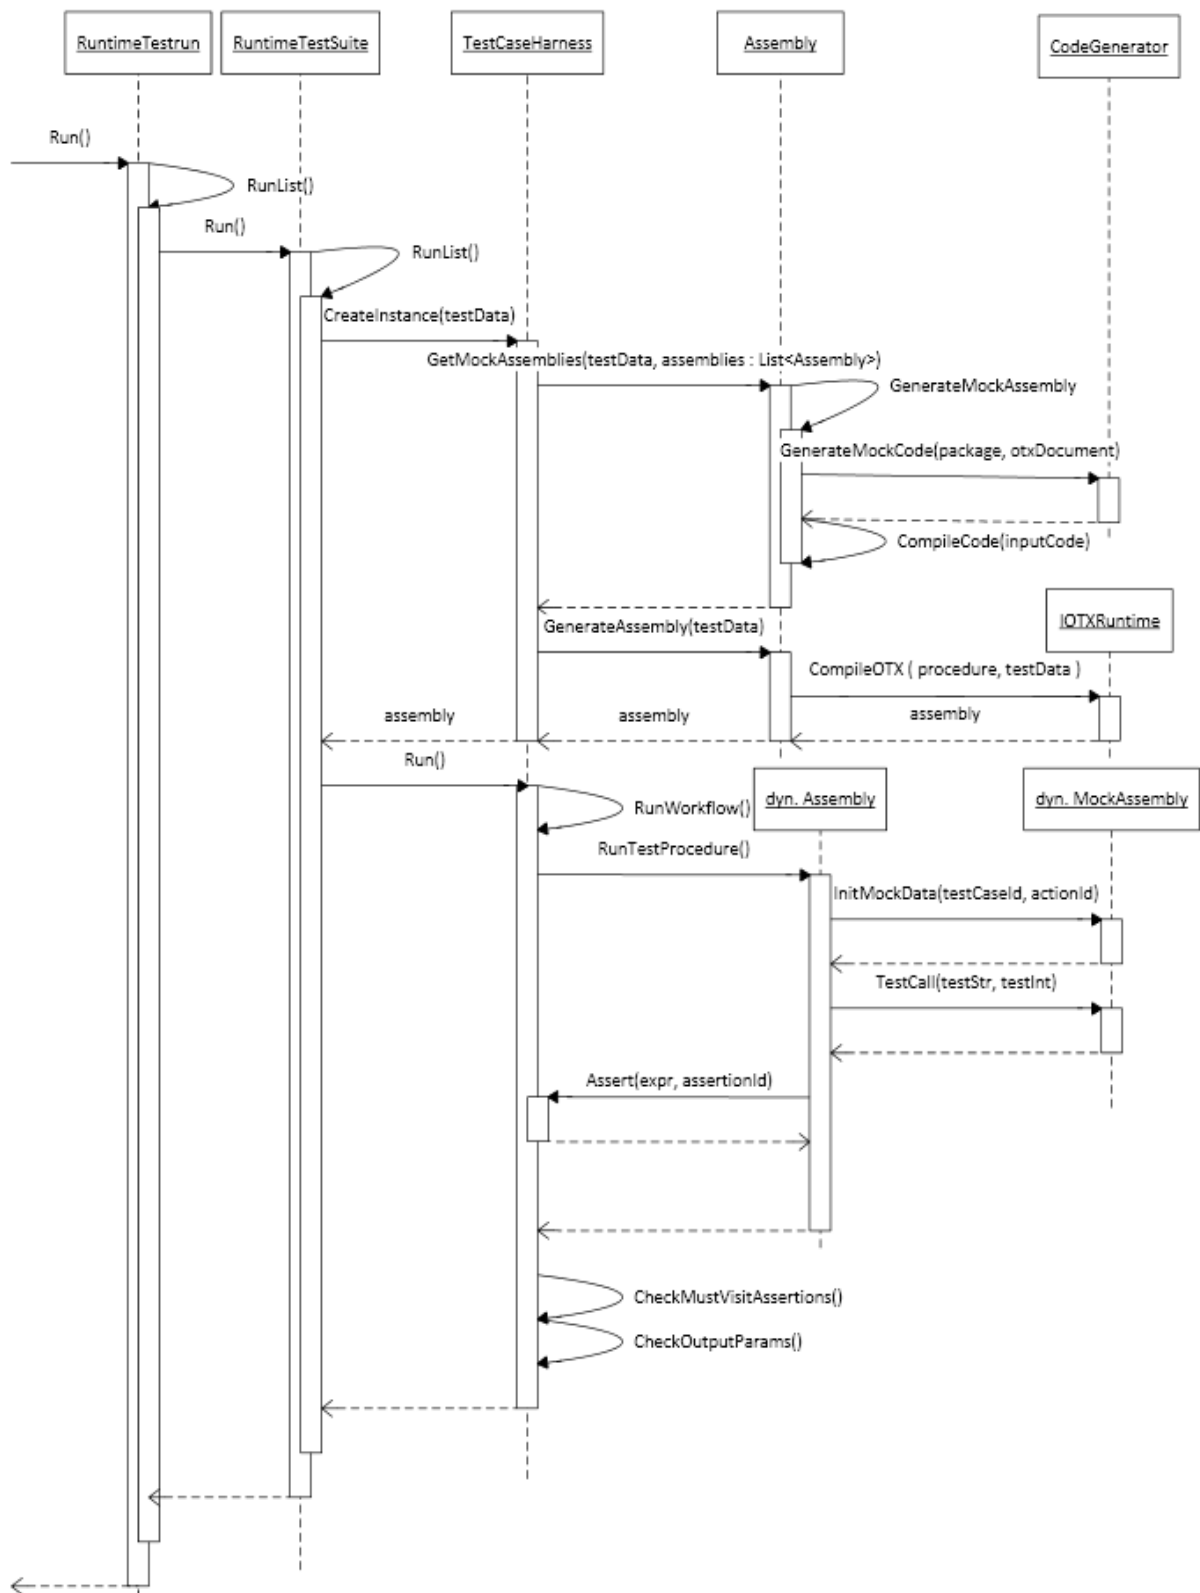 RuntimeTestrun
RuntimeTestSuite
TestCaseHarness
Assembly
CodeGenerator
Run()
RunList()
Run()
RunList()
CreateInstance(testData)
GetMockAssemblies(testData, assemblies : List<Assembly>)
GenerateMockAssembly
GenerateMockCode(package, otxDocument)
CompileCode(inputCode)
GenerateAssembly(testData)
IOTXRuntime
CompileOTX ( procedure, testData )
assembly
assembly
assembly
Run()
RunWorkflow()
dyn. Assembly
dyn. MockAssembly
RunTestProcedure()
InitMockData(testCaseId, actionId)
TestCall(testStr, testInt)
Assert(expr, assertionId)
CheckMustVisitAssertions()
CheckOutputParams()